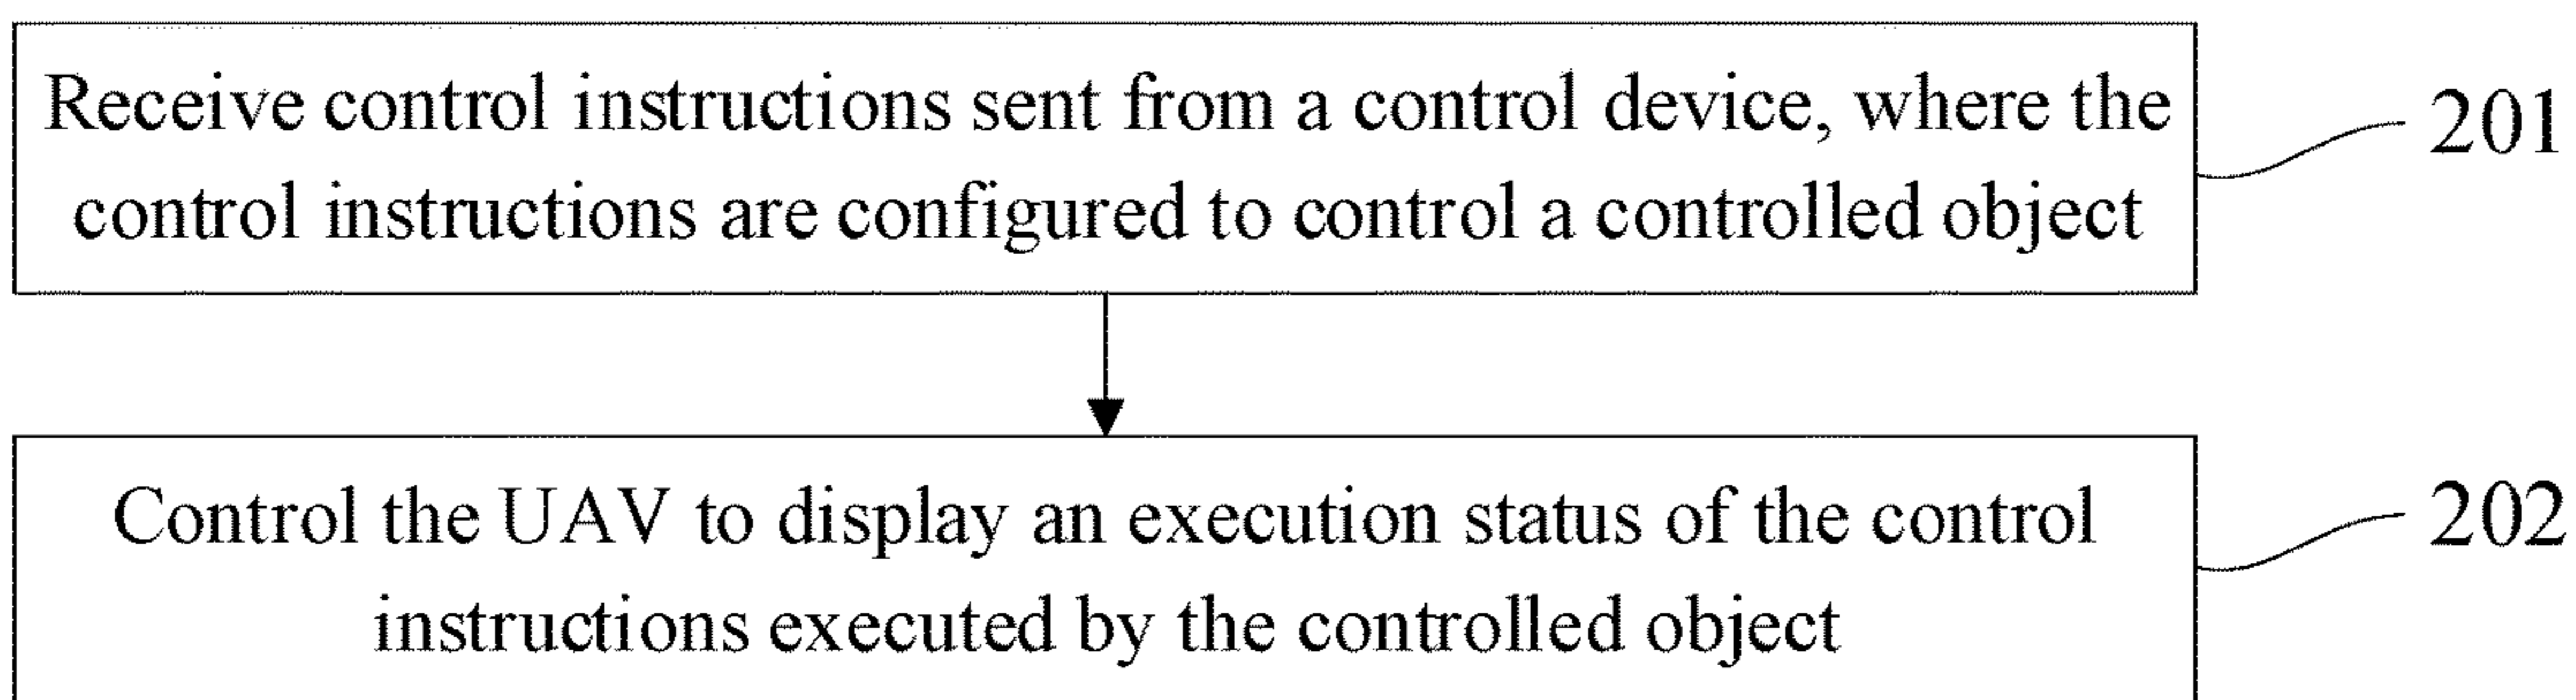 Receive control instructions sent from a control device, where the
control instructions are configured to control a controlled object
201
Control the UAV to display an execution status of the control
instructions executed by the controlled object
202